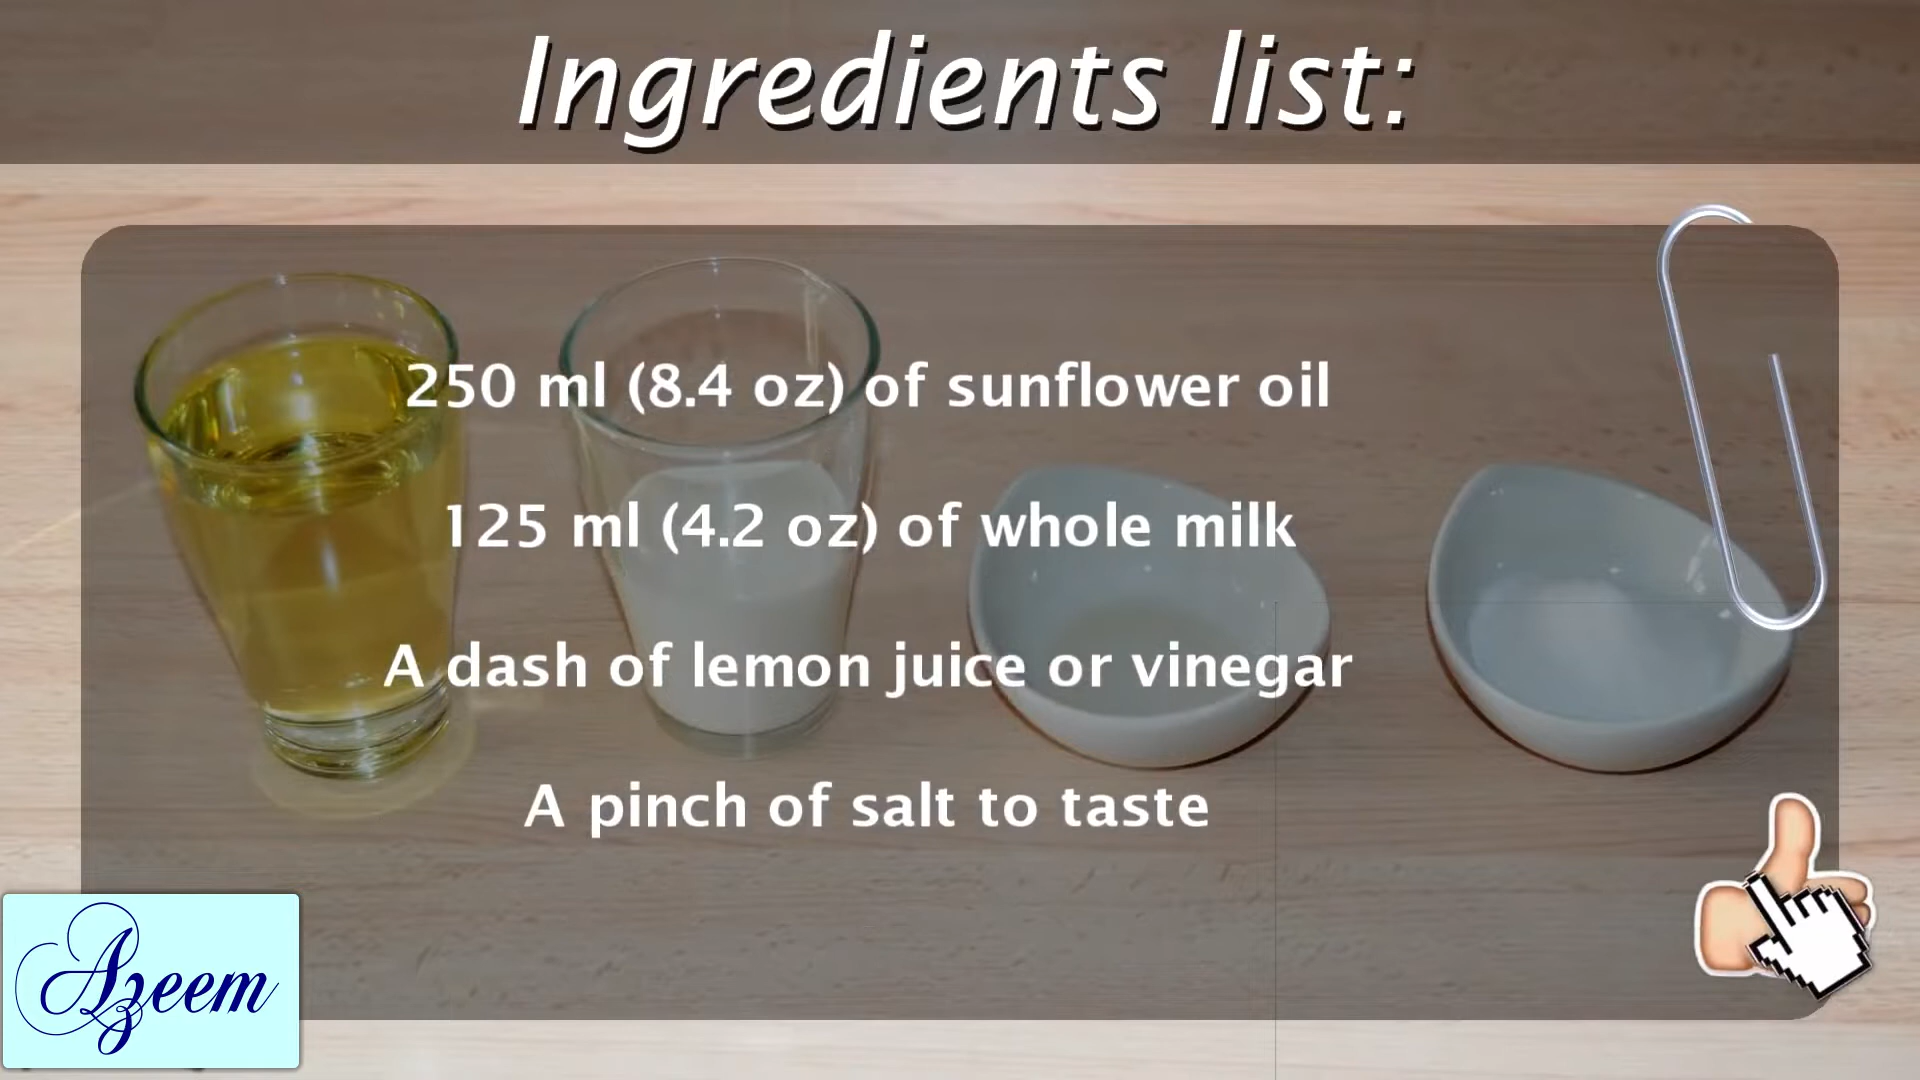 Ingredients list:
250 ml (8.4 oz) of sunflower oil
125 ml (4.2 oz) of whole milk
A dash of lemon juice or vinegar
A pinch of salt to taste
Azeem